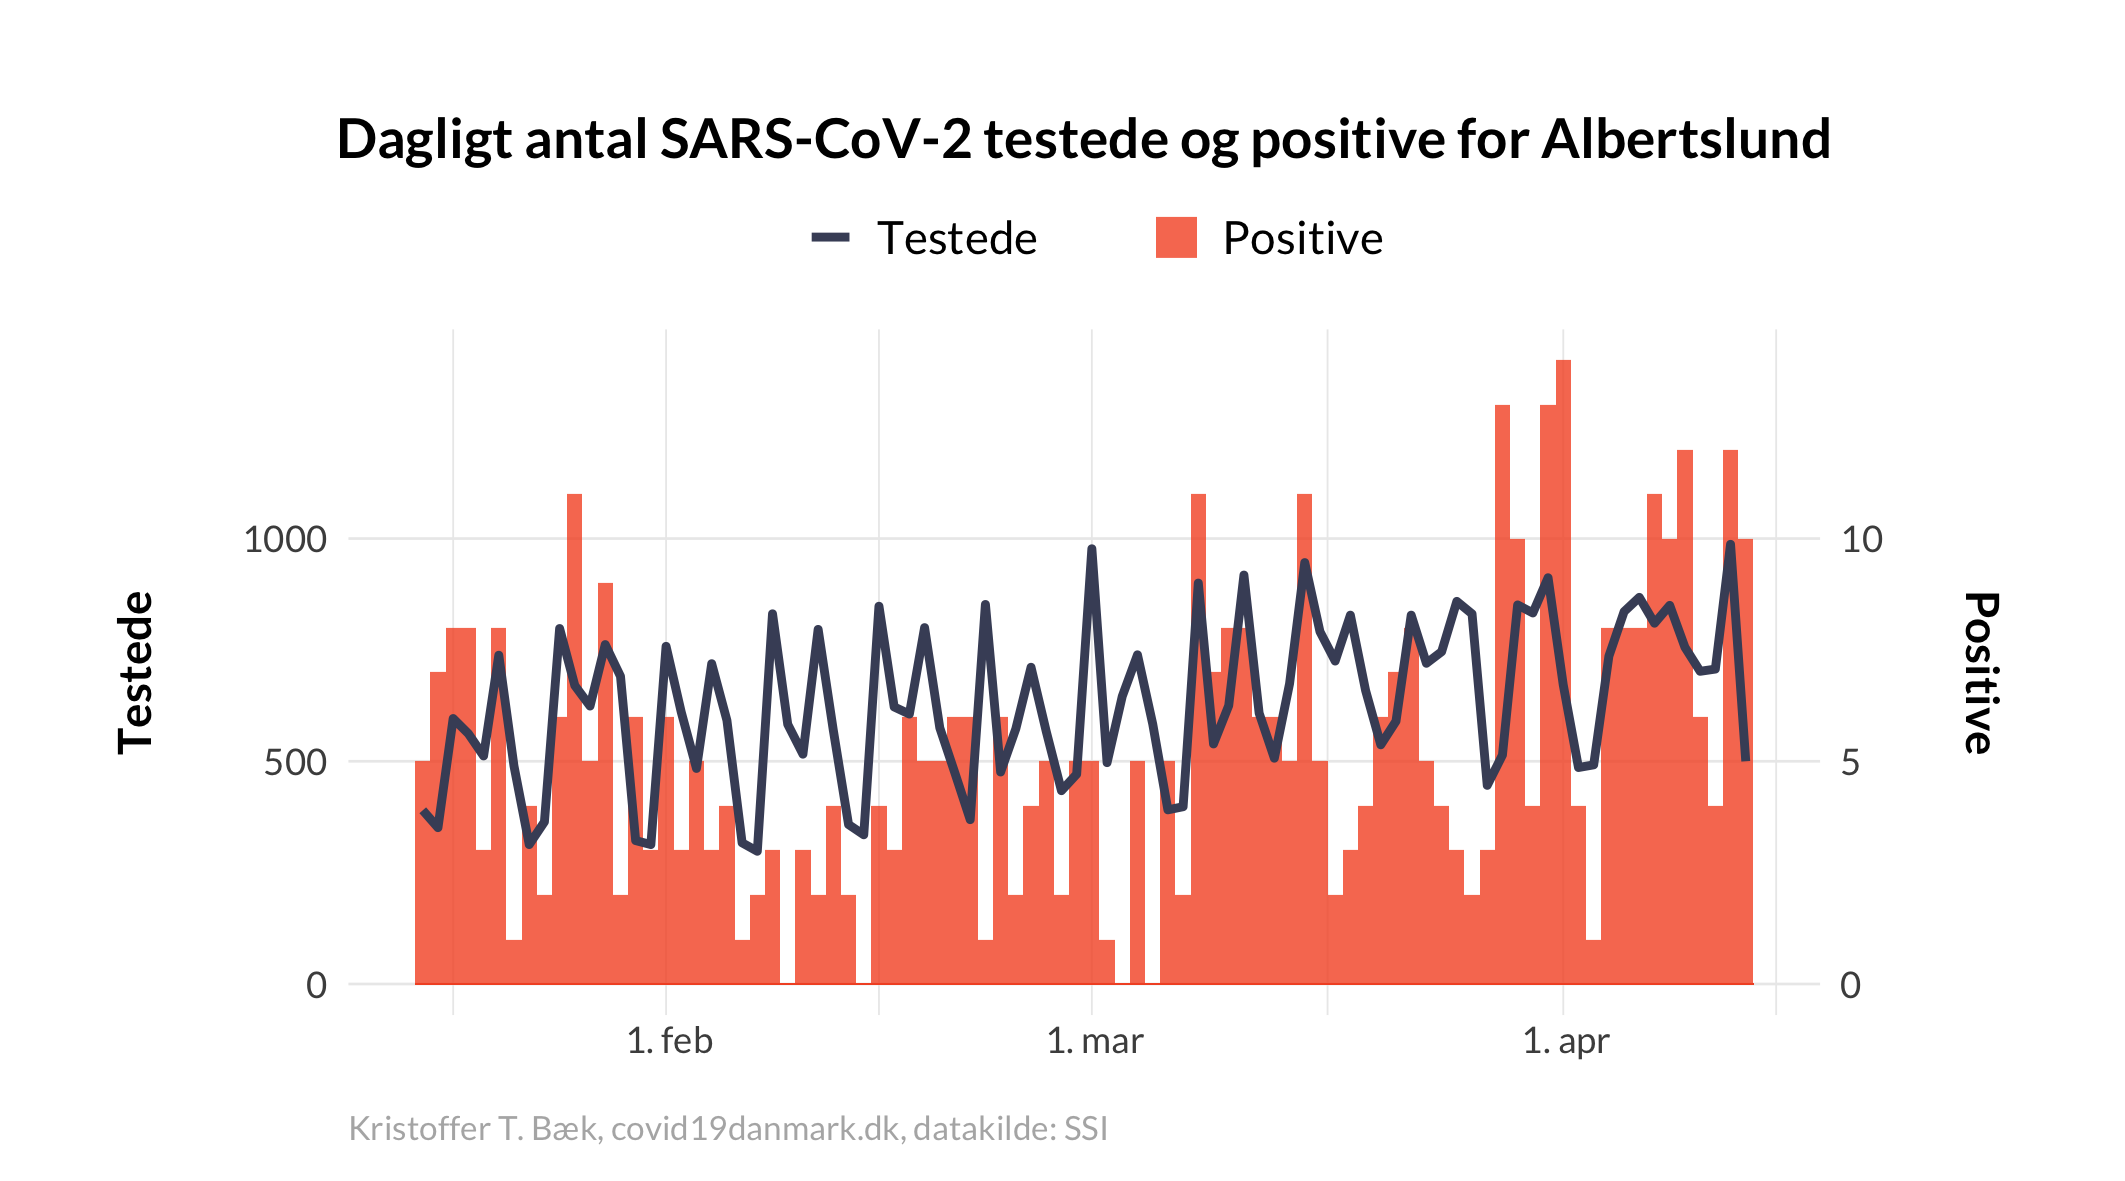 Dagligt antal SARS-CoV-2 testede og positive for Albertslund
Testede Positive
Testede
1000
500
0
10
5
0
Positive
1. feb 1. mar 1. apr
Kristoffer T. Bæk, covid19danmark.dk, datakilde: SSI